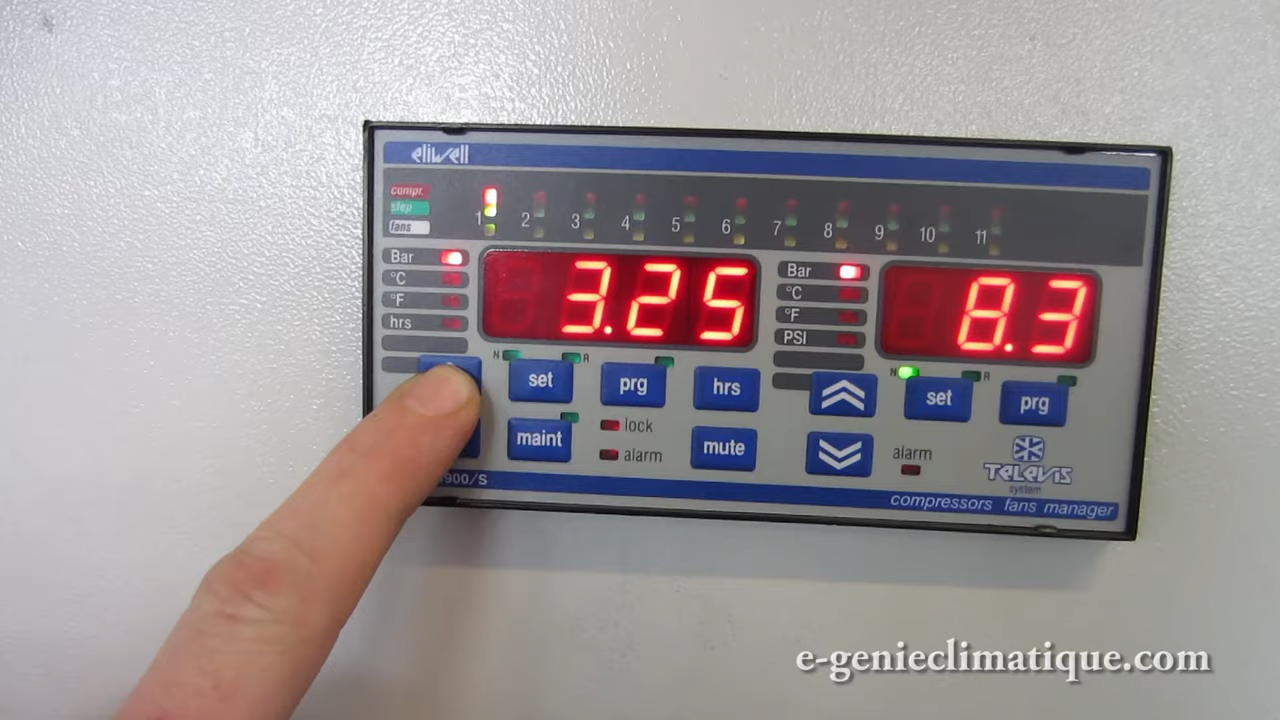 eliwell
compr.
step
fans
1 2 3 4 5 6 7 8 9 10 11
Bar
°C
°F
hrs
3.25
Bar
°C
°F
PSI
8.3
N R
set
prg
hrs
N R
set
prg
maint
lock
alarm
mute
alarm
TELEVIS
system
900/S
compressors fans manager
e-genieclimatique.com